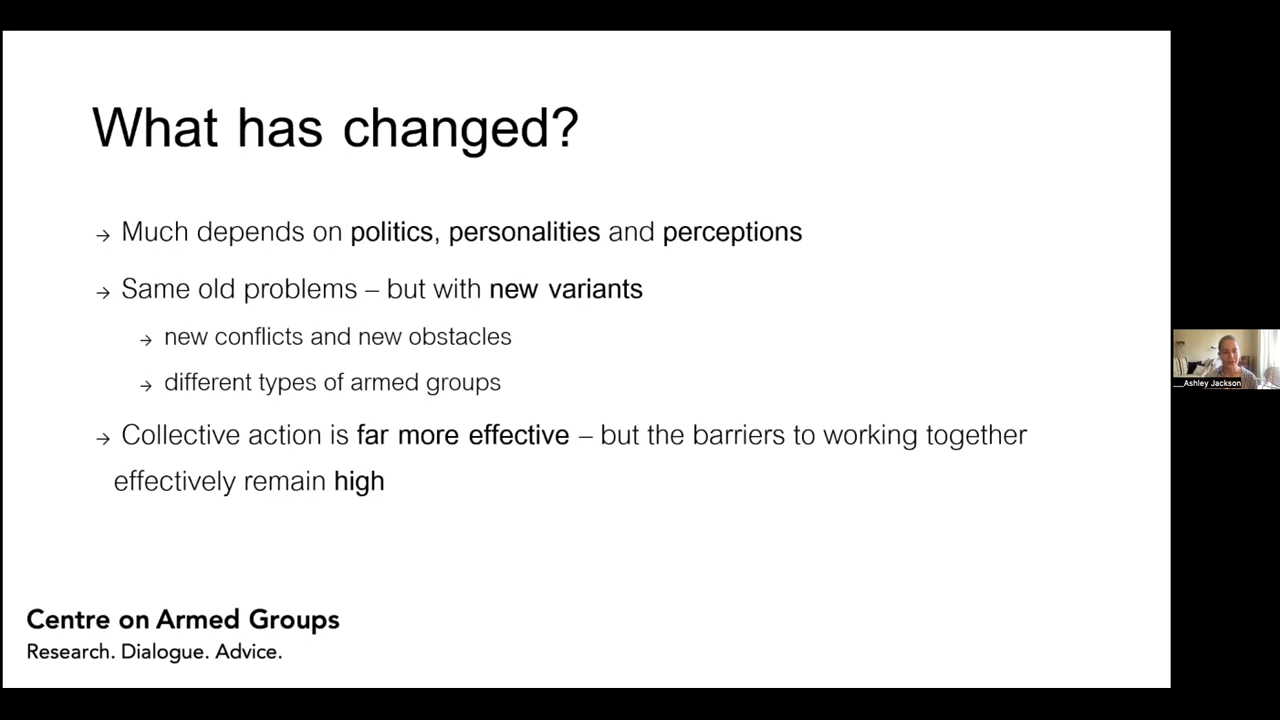 What has changed?
→ Much depends on politics, personalities and perceptions
→ Same old problems – but with new variants
→ new conflicts and new obstacles
→ different types of armed groups
→ Collective action is far more effective – but the barriers to working together
effectively remain high
Centre on Armed Groups
Research. Dialogue. Advice.
__Ashley Jackson